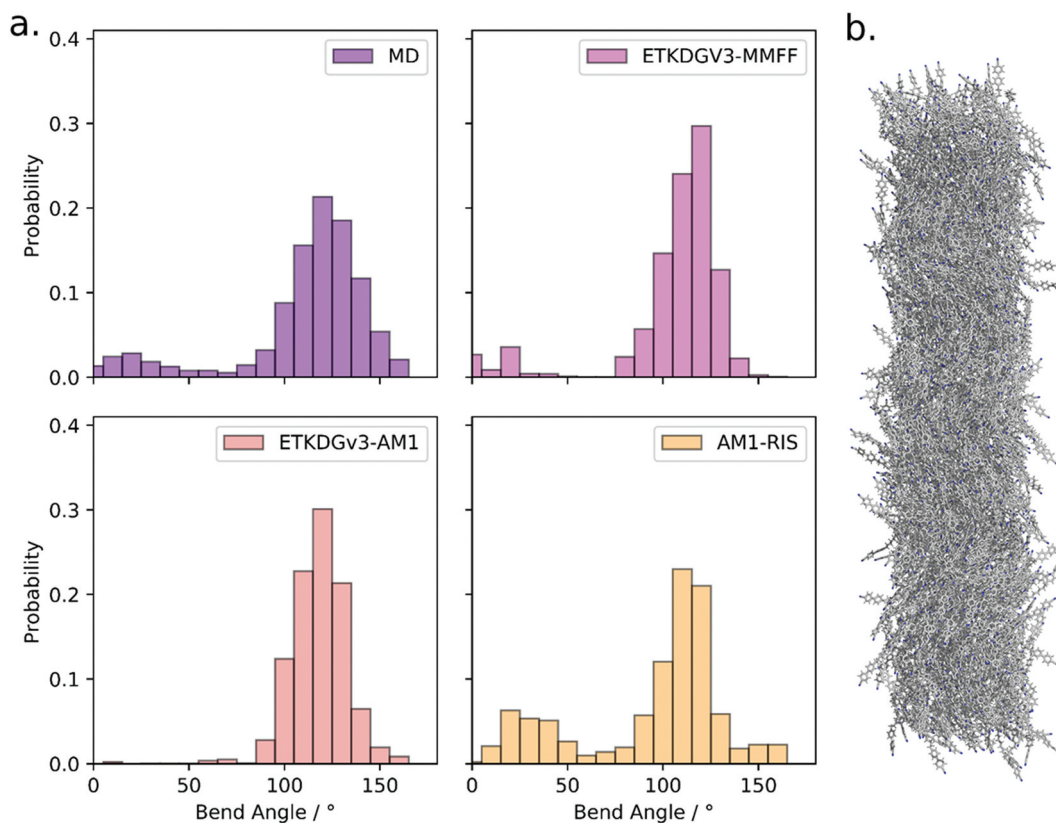 a.
b.
MD
ETKDGV3-MMFF
0.4
0.3
0.2
0.1
0.0
Probability
ETKDGv3-AM1
AM1-RIS
0.4
0.3
0.2
0.1
0.0
Probability
0 50 100 150
0 50 100 150
Bend Angle / °
Bend Angle / °